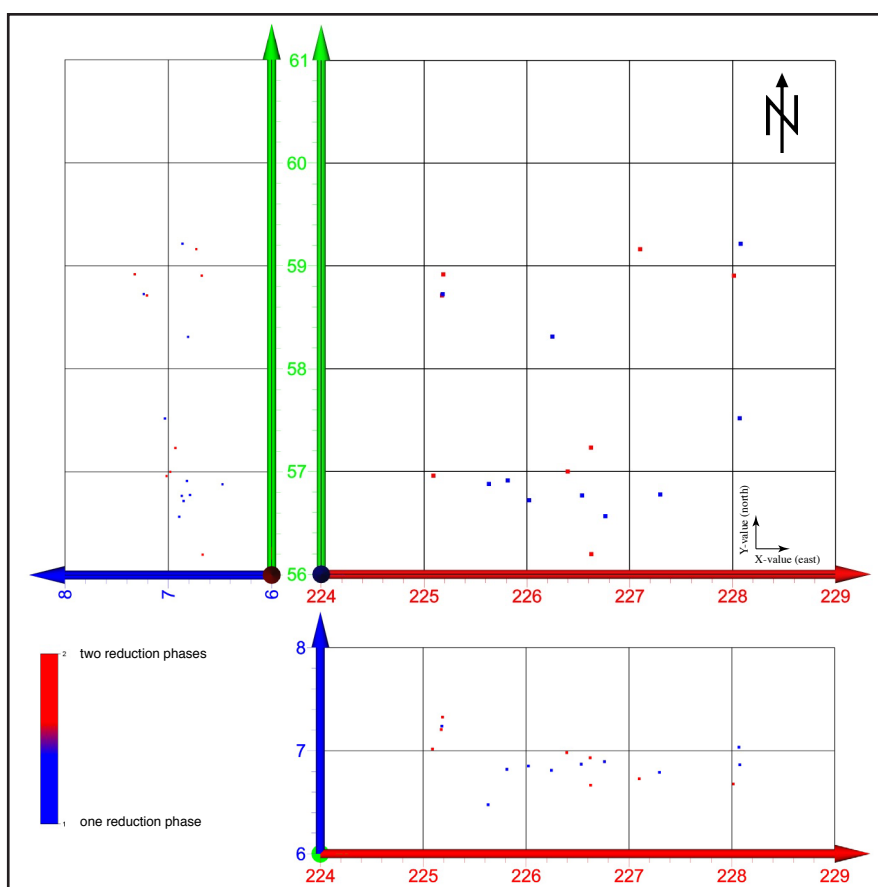 61
60
59
58
57
56
N
Y-value (north)
X-value (east)
8 7 6
224 225 226 227 228 229
2 two reduction phases
1 one reduction phase
8
7
6
224 225 226 227 228 229